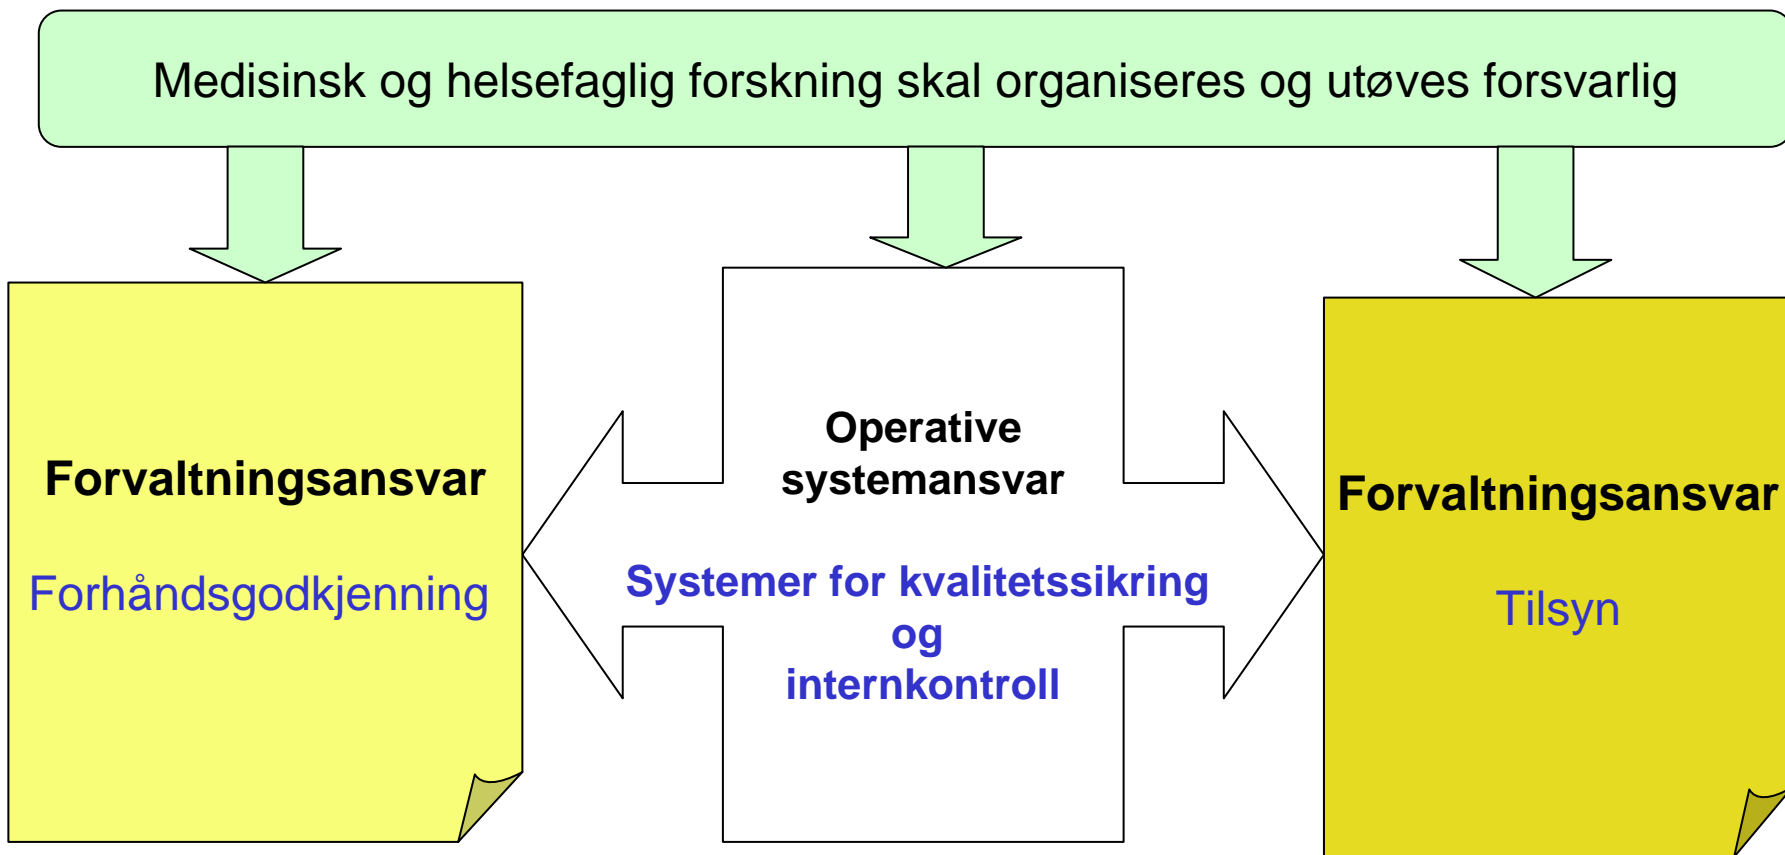 Medisinsk og helsefaglig forskning skal organiseres og utøves forsvarlig
Forvaltningsansvar
Forhåndsgodkjenning
Operative
systemansvar
Systemer for kvalitetssikring
og
internkontroll
Forvaltningsansvar
Tilsyn